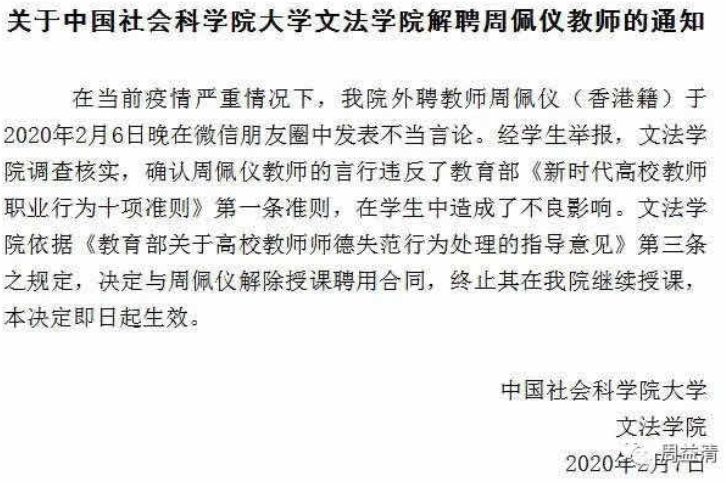 关于中国社会科学院大学文法学院解聘周佩仪教师的通知
在当前疫情严重情况下，我院外聘教师周佩仪（香港籍）于
2020年2月6日晚在微信朋友圈中发表不当言论。经学生举报，文法学
院调查核实，确认周佩仪教师的言行违反了教育部《新时代高校教师
职业行为十项准则》第一条准则，在学生中造成了不良影响。文法学
院依据《教育部关于高校教师师德失范行为处理的指导意见》第三条
之规定，决定与周佩仪解除授课聘用合同，终止其在我院继续授课，
本决定即日起生效。
中国社会科学院大学
文法学院
周益清
2020年2月7日